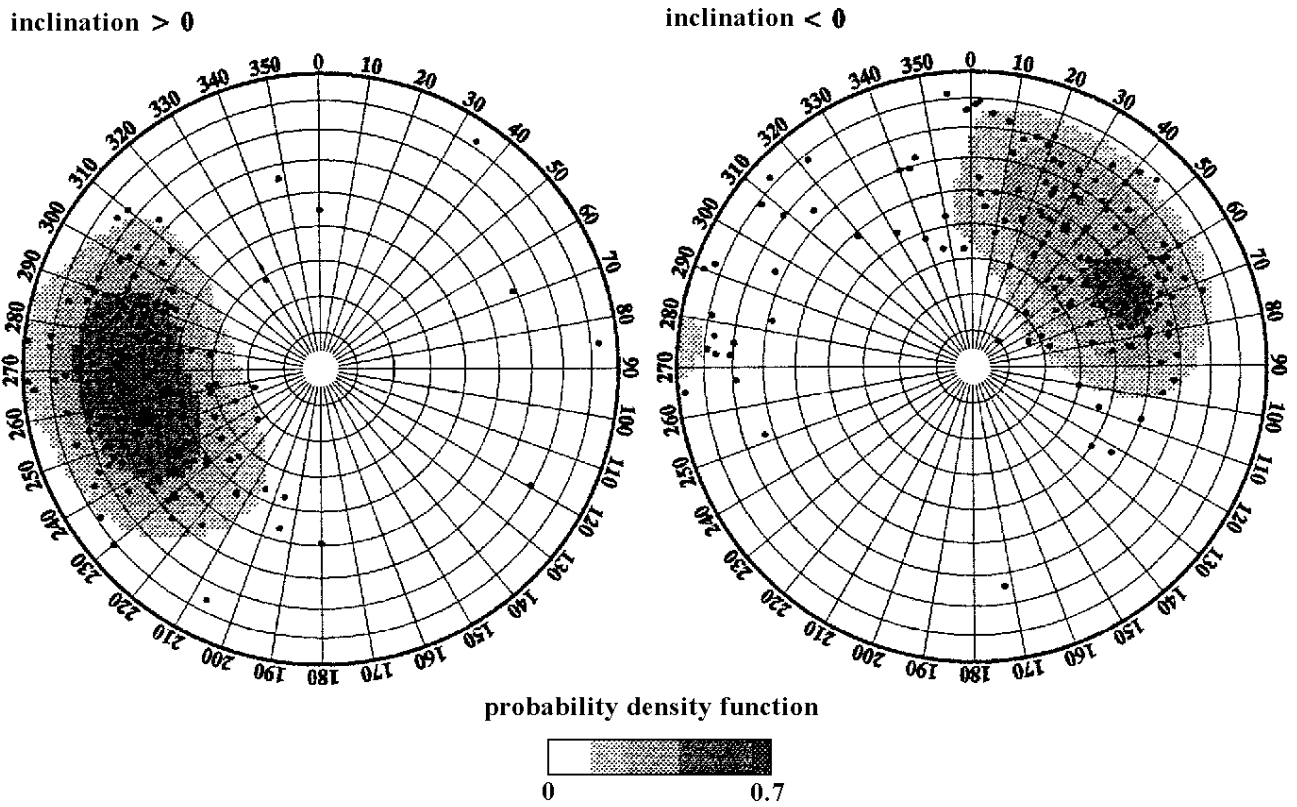 inclination > 0
inclination < 0
0 10 20 30 40 50 60 70 80 90 100 110 120 130 140 150 160 170 180 190 200 210 220 230 240 250 260 270 280 290 300 310 320 330 340 350
0 10 20 30 40 50 60 70 80 90 100 110 120 130 140 150 160 170 180 190 200 210 220 230 240 250 260 270 280 290 300 310 320 330 340 350
probability density function
0 0.7